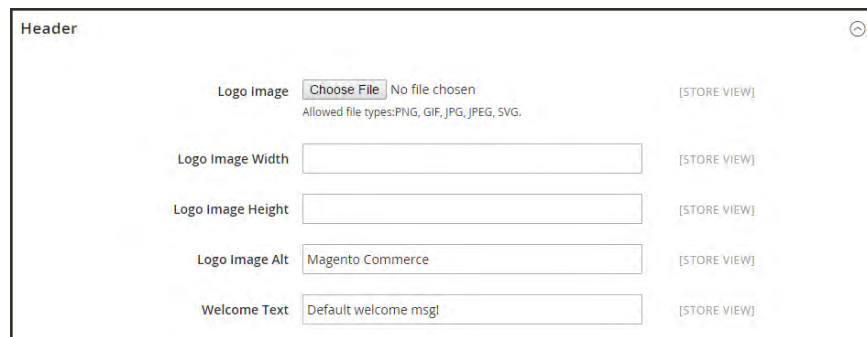 Header
Logo Image Choose File No file chosen [STORE VIEW]
Allowed file types:PNG, GIF, JPG, JPEG, SVG.
Logo Image Width [STORE VIEW]
Logo Image Height [STORE VIEW]
Logo Image Alt Magento Commerce [STORE VIEW]
Welcome Text Default welcome msg! [STORE VIEW]